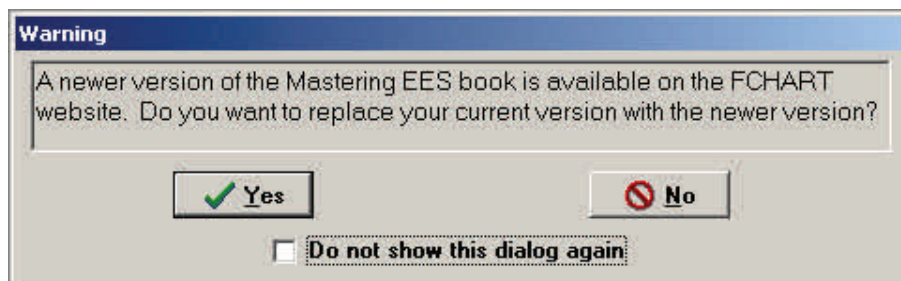 Warning
A newer version of the Mastering EES book is available on the FCHART
website.  Do you want to replace your current version with the newer version?
Yes
No
Do not show this dialog again